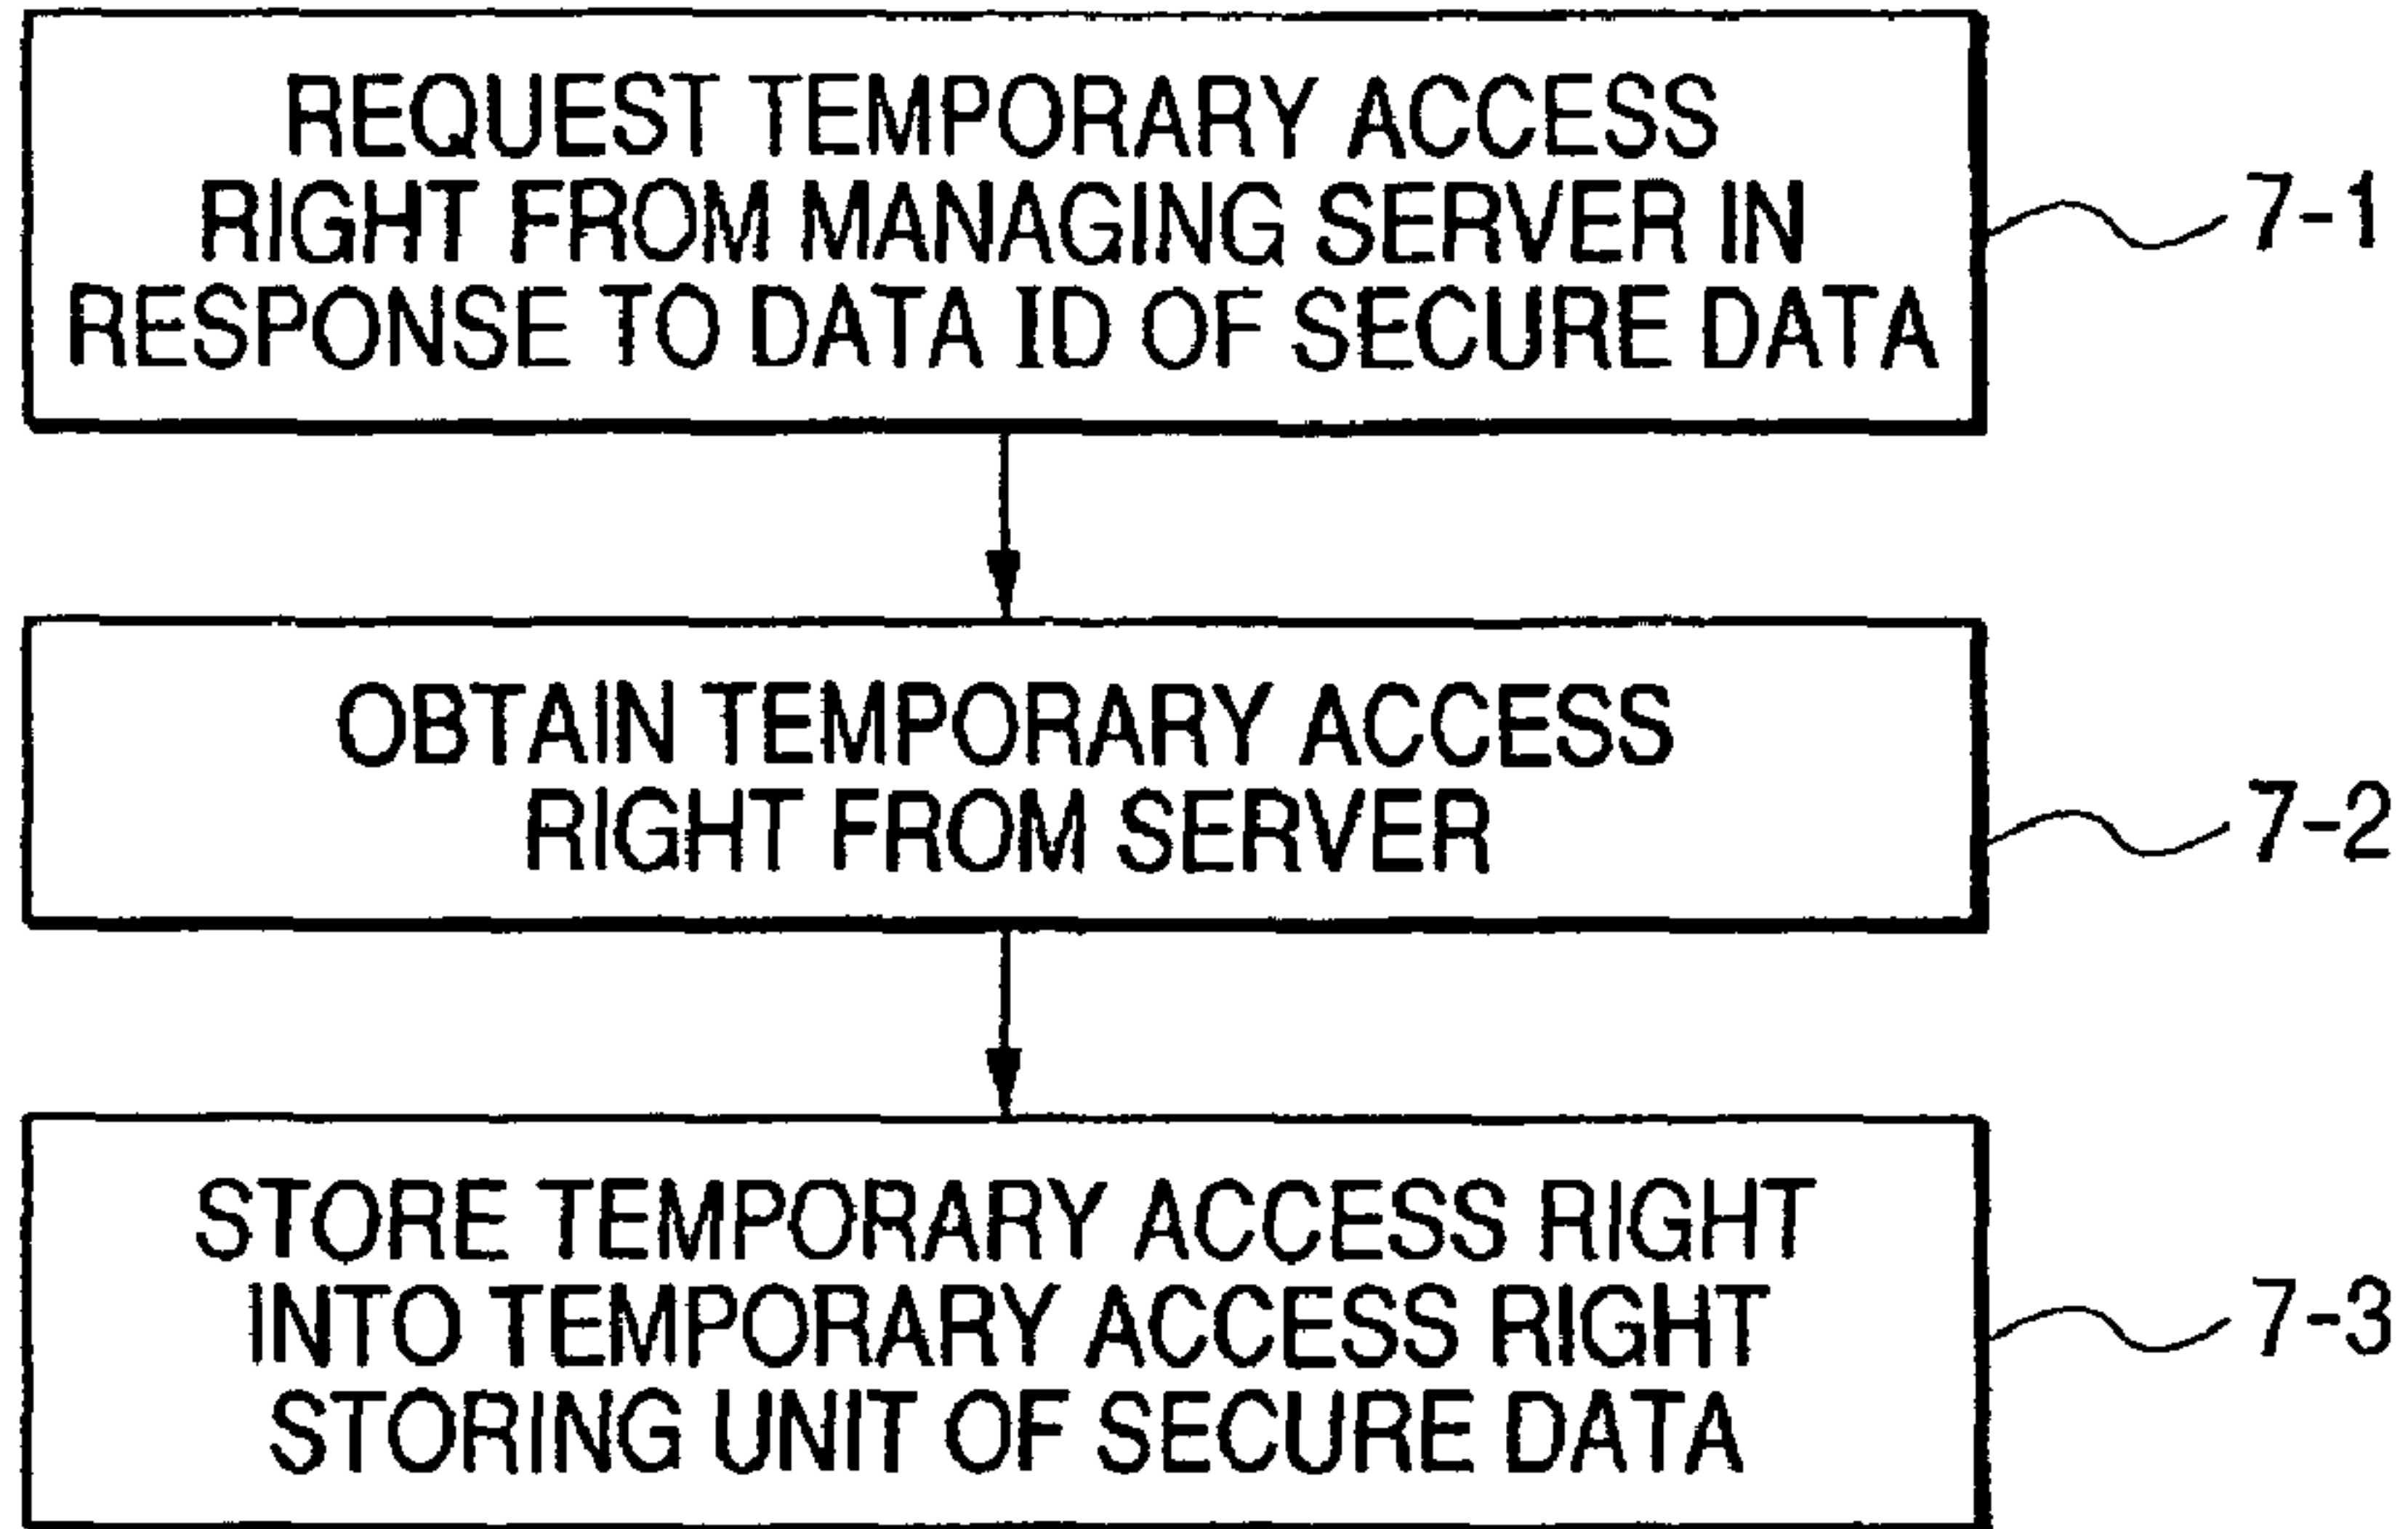 REQUEST TEMPORARY ACCESS
RIGHT FROM MANAGING SERVER IN
RESPONSE TO DATA ID OF SECURE DATA
7-1
OBTAIN TEMPORARY ACCESS
RIGHT FROM SERVER
7-2
STORE TEMPORARY ACCESS RIGHT
INTO TEMPORARY ACCESS RIGHT
STORING UNIT OF SECURE DATA
7-3